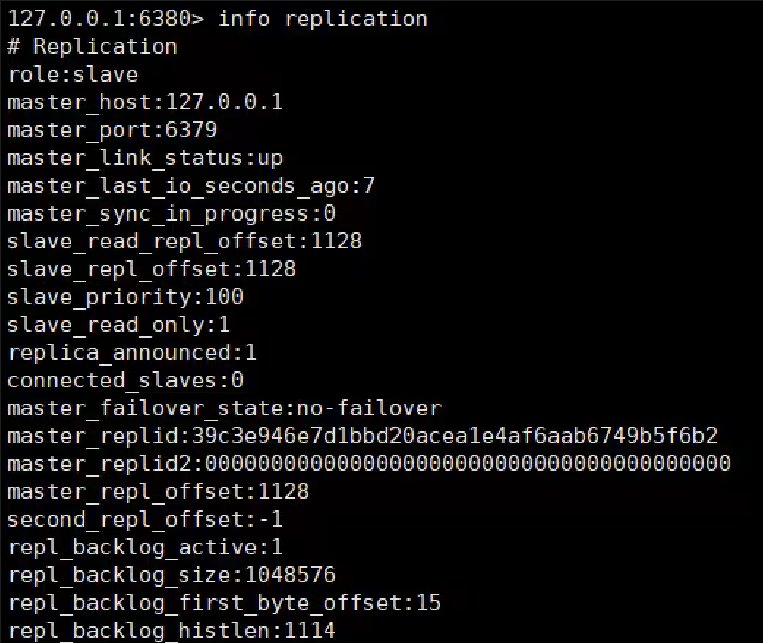 127.0.0.1:6380> info replication
# Replication
role:slave
master_host:127.0.0.1
master_port:6379
master_link_status:up
master_last_io_seconds_ago:7
master_sync_in_progress:0
slave_read_repl_offset:1128
slave_repl_offset:1128
slave_priority:100
slave_read_only:1
replica_announced:1
connected_slaves:0
master_failover_state:no-failover
master_replid:39c3e946e7d1bbd20acea1e4af6aab6749b5f6b2
master_replid2:0000000000000000000000000000000000000000
master_repl_offset:1128
second_repl_offset:-1
repl_backlog_active:1
repl_backlog_size:1048576
repl_backlog_first_byte_offset:15
repl_backlog_histlen:1114